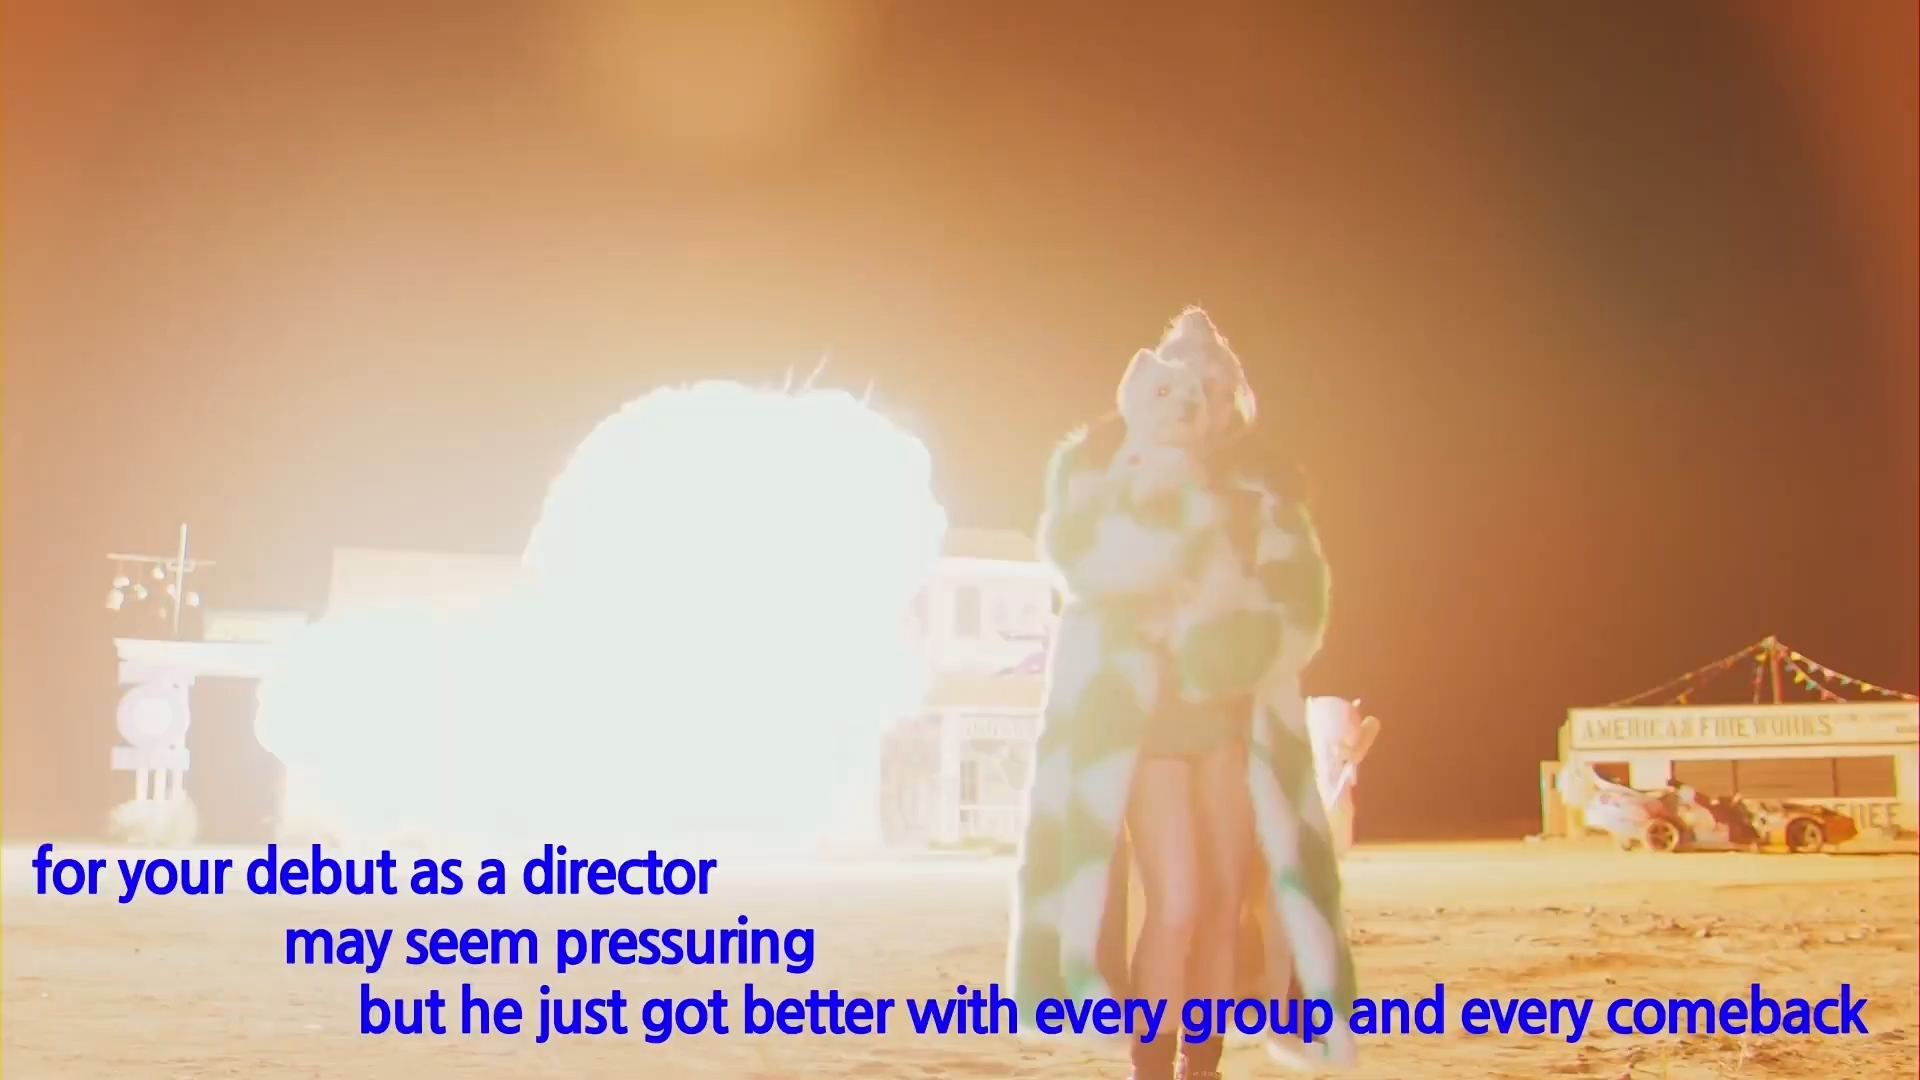 AMERICAN FIREWORKS
for your debut as a director
may seem pressuring
but he just got better with every group and every comeback